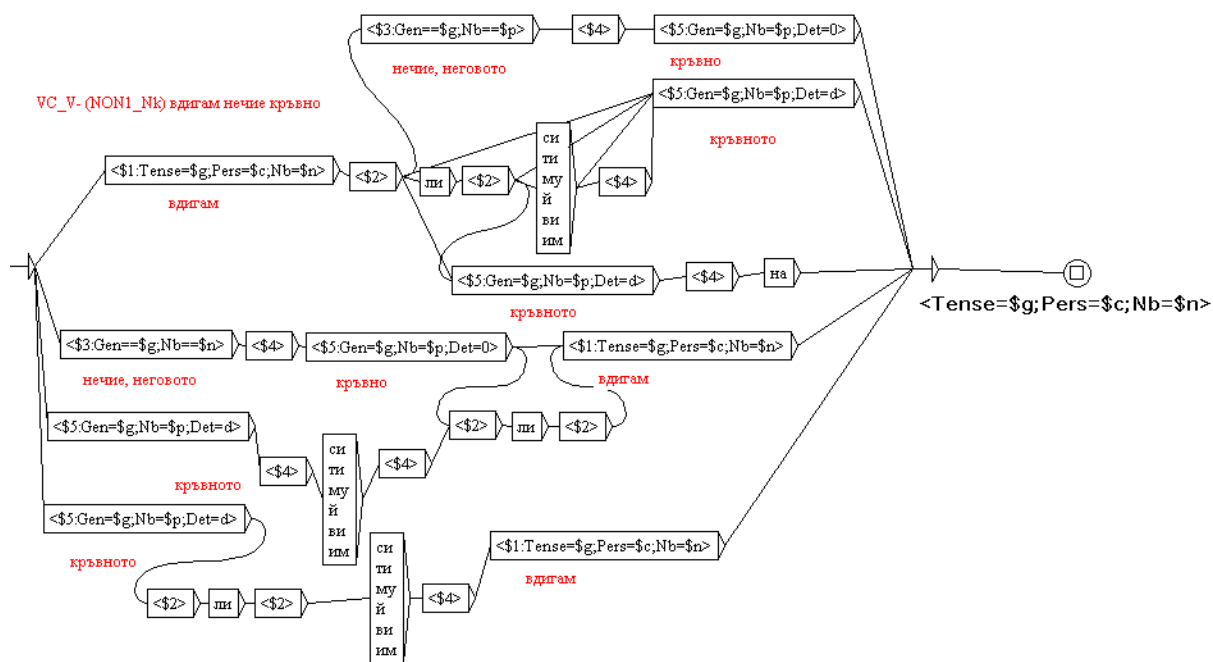 <$3:Gen==$g;Nb==$p> <$4> <$5:Gen=$g;Nb=$p;Det=0>
нечие, неговото кръвно
VC_V- (NON1_Nk) вдигам нечие кръвно
<$5:Gen=$g;Nb=$p;Det=d>
кръвното
<$1:Tense=$g;Pers=$c;Nb=$n> <$2> ли <$2> <$4>
вдигам
си
ти
му
й
ви
им
<$5:Gen=$g;Nb=$p;Det=d> <$4> на
кръвното
<Tense=$g;Pers=$c;Nb=$n>
<$3:Gen==$g;Nb==$n> <$4> <$5:Gen=$g;Nb=$p;Det=0> <$1:Tense=$g;Pers=$c;Nb=$n>
нечие, неговото кръвно вдигам
<$5:Gen=$g;Nb=$p;Det=d> <$2> ли <$2>
<$4> <$4>
кръвното
си
ти
му
й
ви
им
<$5:Gen=$g;Nb=$p;Det=d>
кръвното
<$1:Tense=$g;Pers=$c;Nb=$n>
вдигам
<$2> ли <$2> <$4>
си
ти
му
й
ви
им